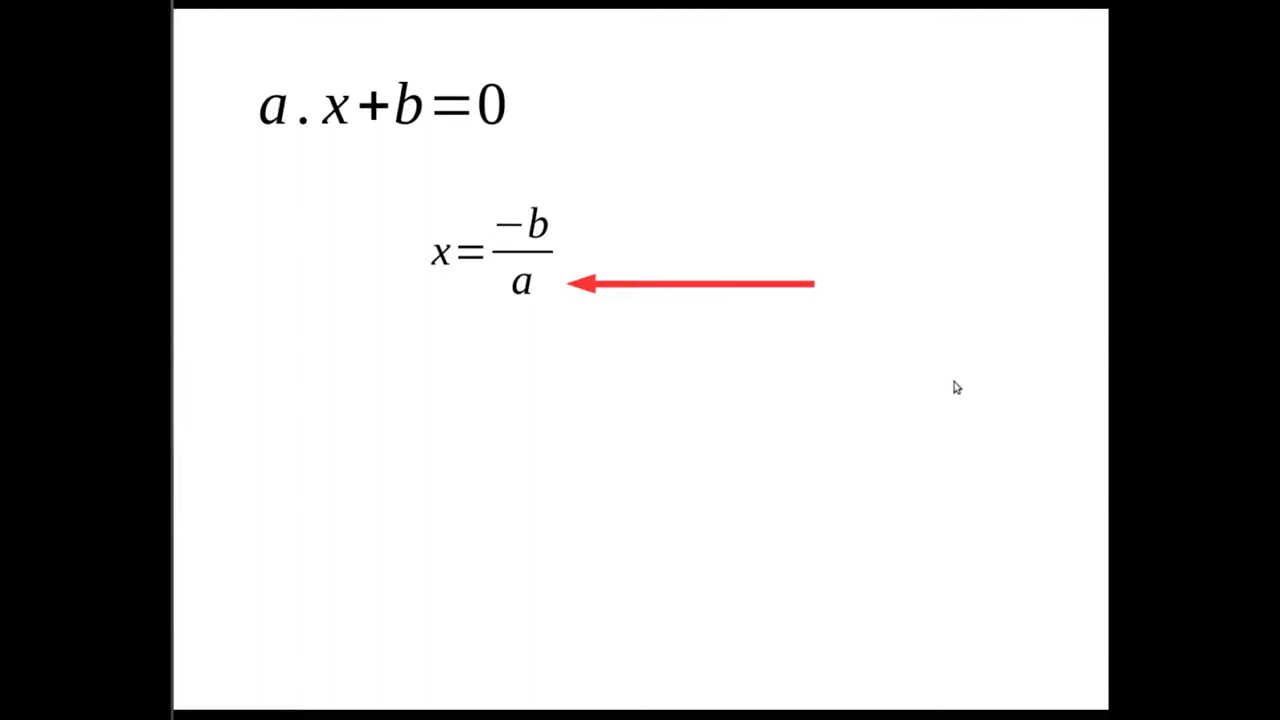 a . x+b=0
x=−b/a